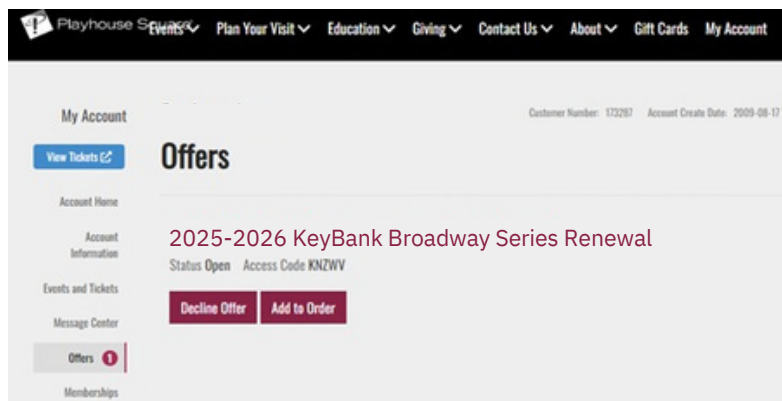 Playhouse Square
Events Plan Your Visit Education Giving Contact Us About Gift Cards My Account
My Account
Customer Number: 173287 Account Create Date: 2009-08-17
View Tickets
Offers
Account Home
Account
Information
2025-2026 KeyBank Broadway Series Renewal
Status Open Access Code KNZWV
Events and Tickets
Decline Offer Add to Order
Message Center
Offers 1
Memberships